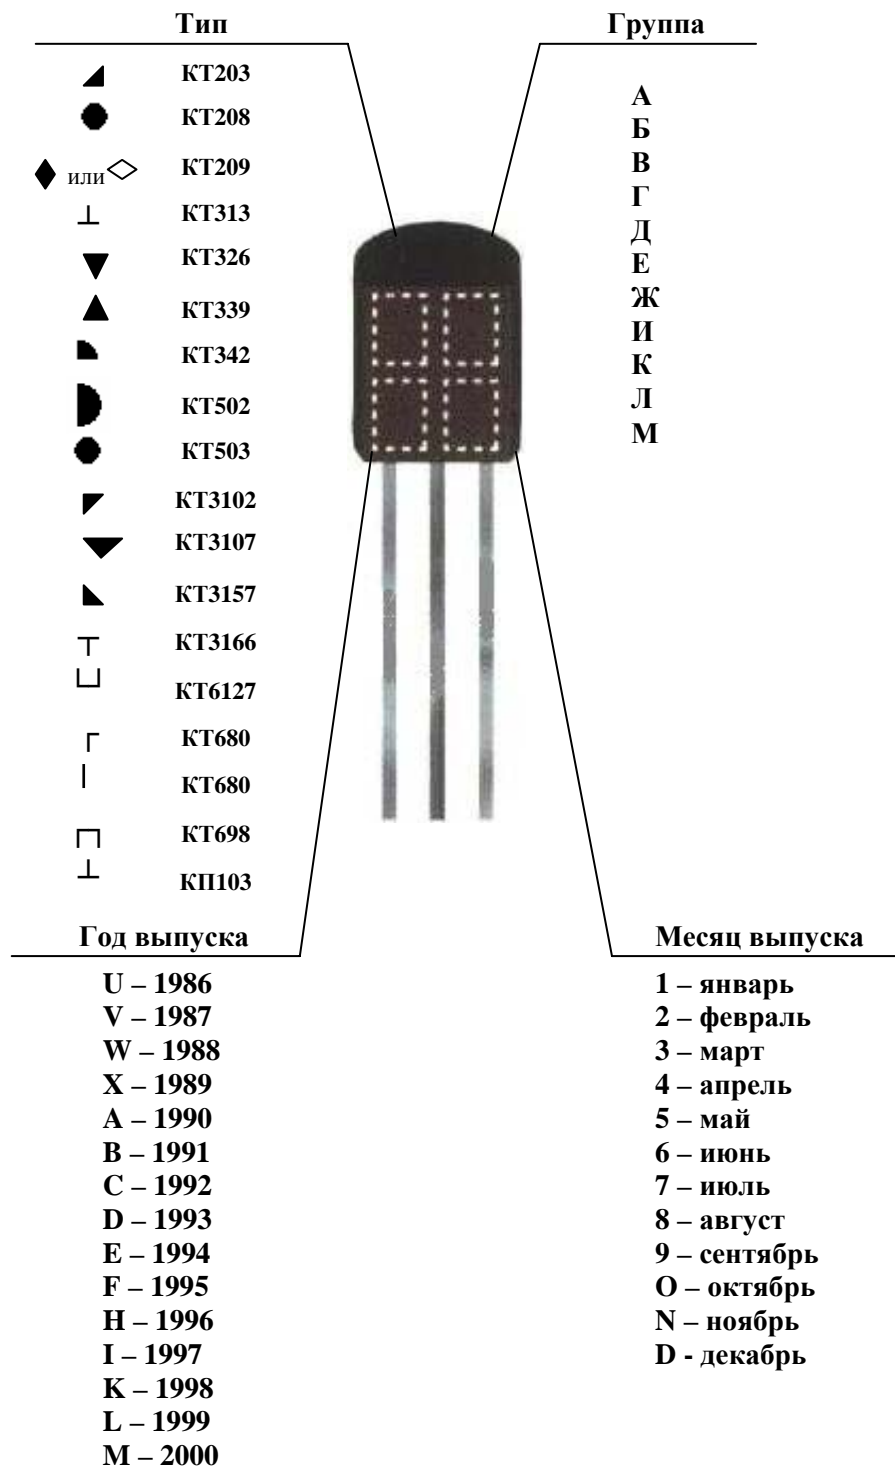 Тип
Группа
КТ203
КТ208
или КТ209
КТ313
КТ326
КТ339
КТ342
КТ502
КТ503
КТ3102
КТ3107
КТ3157
КТ3166
КТ6127
КТ680
КТ680
КТ698
КП103
А
Б
В
Г
Д
Е
Ж
И
К
Л
М
Год выпуска
U – 1986
V – 1987
W – 1988
X – 1989
A – 1990
B – 1991
C – 1992
D – 1993
E – 1994
F – 1995
H – 1996
I – 1997
K – 1998
L – 1999
M – 2000
Месяц выпуска
1 – январь
2 – февраль
3 – март
4 – апрель
5 – май
6 – июнь
7 – июль
8 – август
9 – сентябрь
O – октябрь
N – ноябрь
D - декабрь